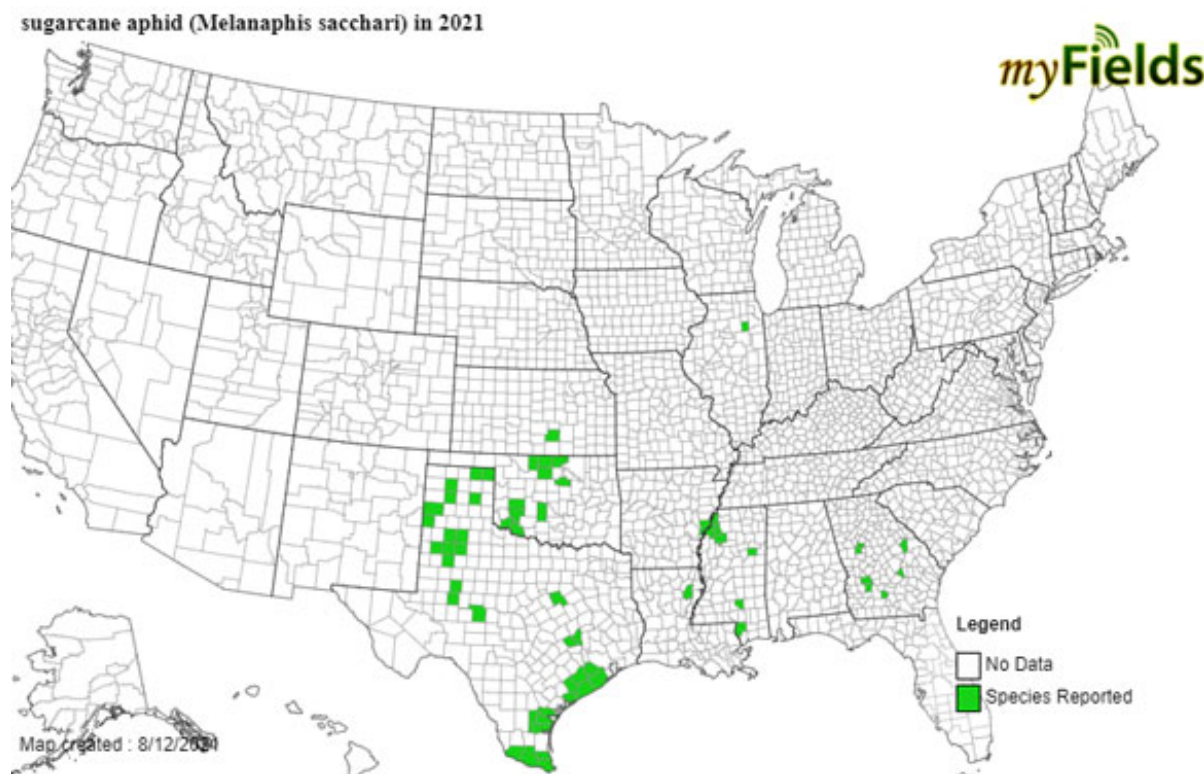 sugarcane aphid (Melanaphis sacchari) in 2021
myFields
Legend
No Data
Species Reported
Map created : 8/12/2021